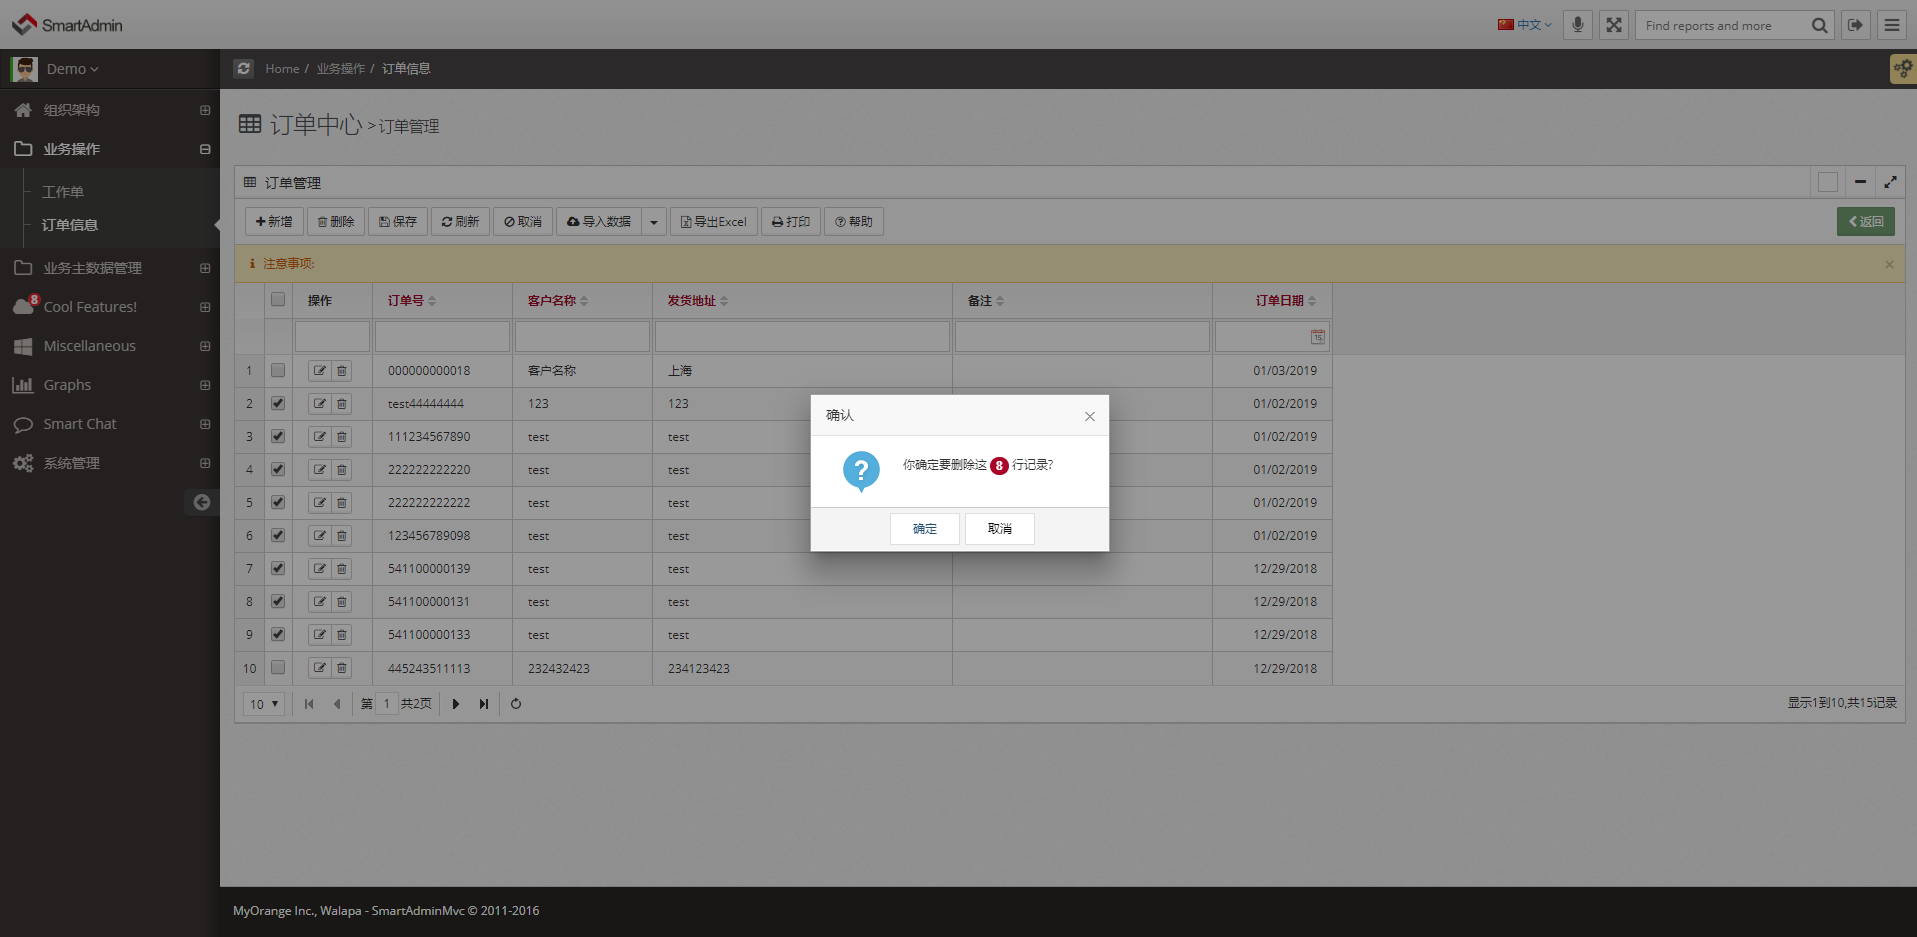 SmartAdmin
中文
Find reports and more
Demo
Home / 业务操作 / 订单信息
组织架构
业务操作
工作单
订单信息
业务主数据管理
8
Cool Features!
Miscellaneous
Graphs
Smart Chat
系统管理
订单中心 > 订单管理
订单管理
新增 删除 保存 刷新 取消 导入数据 导出Excel 打印 帮助 返回
注意事项:
操作 订单号 客户名称 发货地址 备注 订单日期
15
1 000000000018 客户名称 上海 01/03/2019
2 test44444444 123 123 01/02/2019
3 111234567890 test test 01/02/2019
4 222222222220 test test 01/02/2019
5 222222222222 test test 01/02/2019
6 123456789098 test test 01/02/2019
7 541100000139 test test 12/29/2018
8 541100000131 test test 12/29/2018
9 541100000133 test test 12/29/2018
10 445243511113 232432423 234123423 12/29/2018
10 第 1 共2页 显示1到10,共15记录
确认
你确定要删除这 8 行记录?
确定 取消
MyOrange Inc., Walapa - SmartAdminMvc © 2011-2016